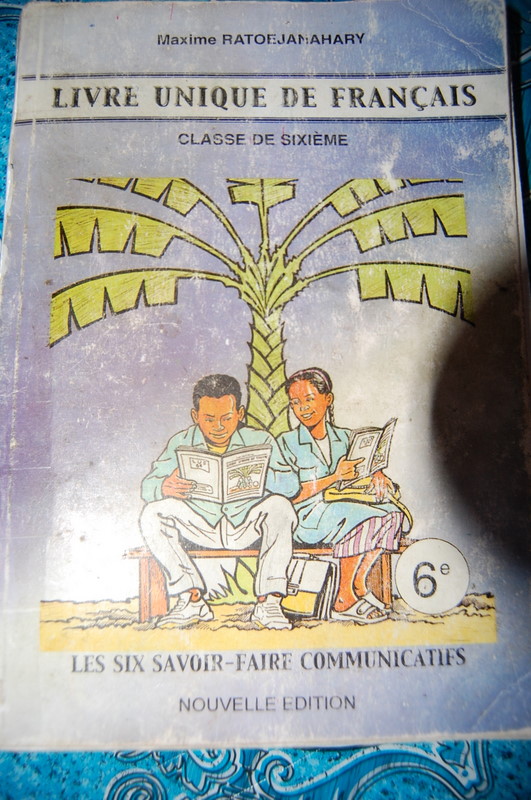 Maxime RATOEJANAHARY
LIVRE UNIQUE DE FRANÇAIS
CLASSE DE SIXIÈME
6e
LES SIX SAVOIR-FAIRE COMMUNICATIFS
NOUVELLE EDITION